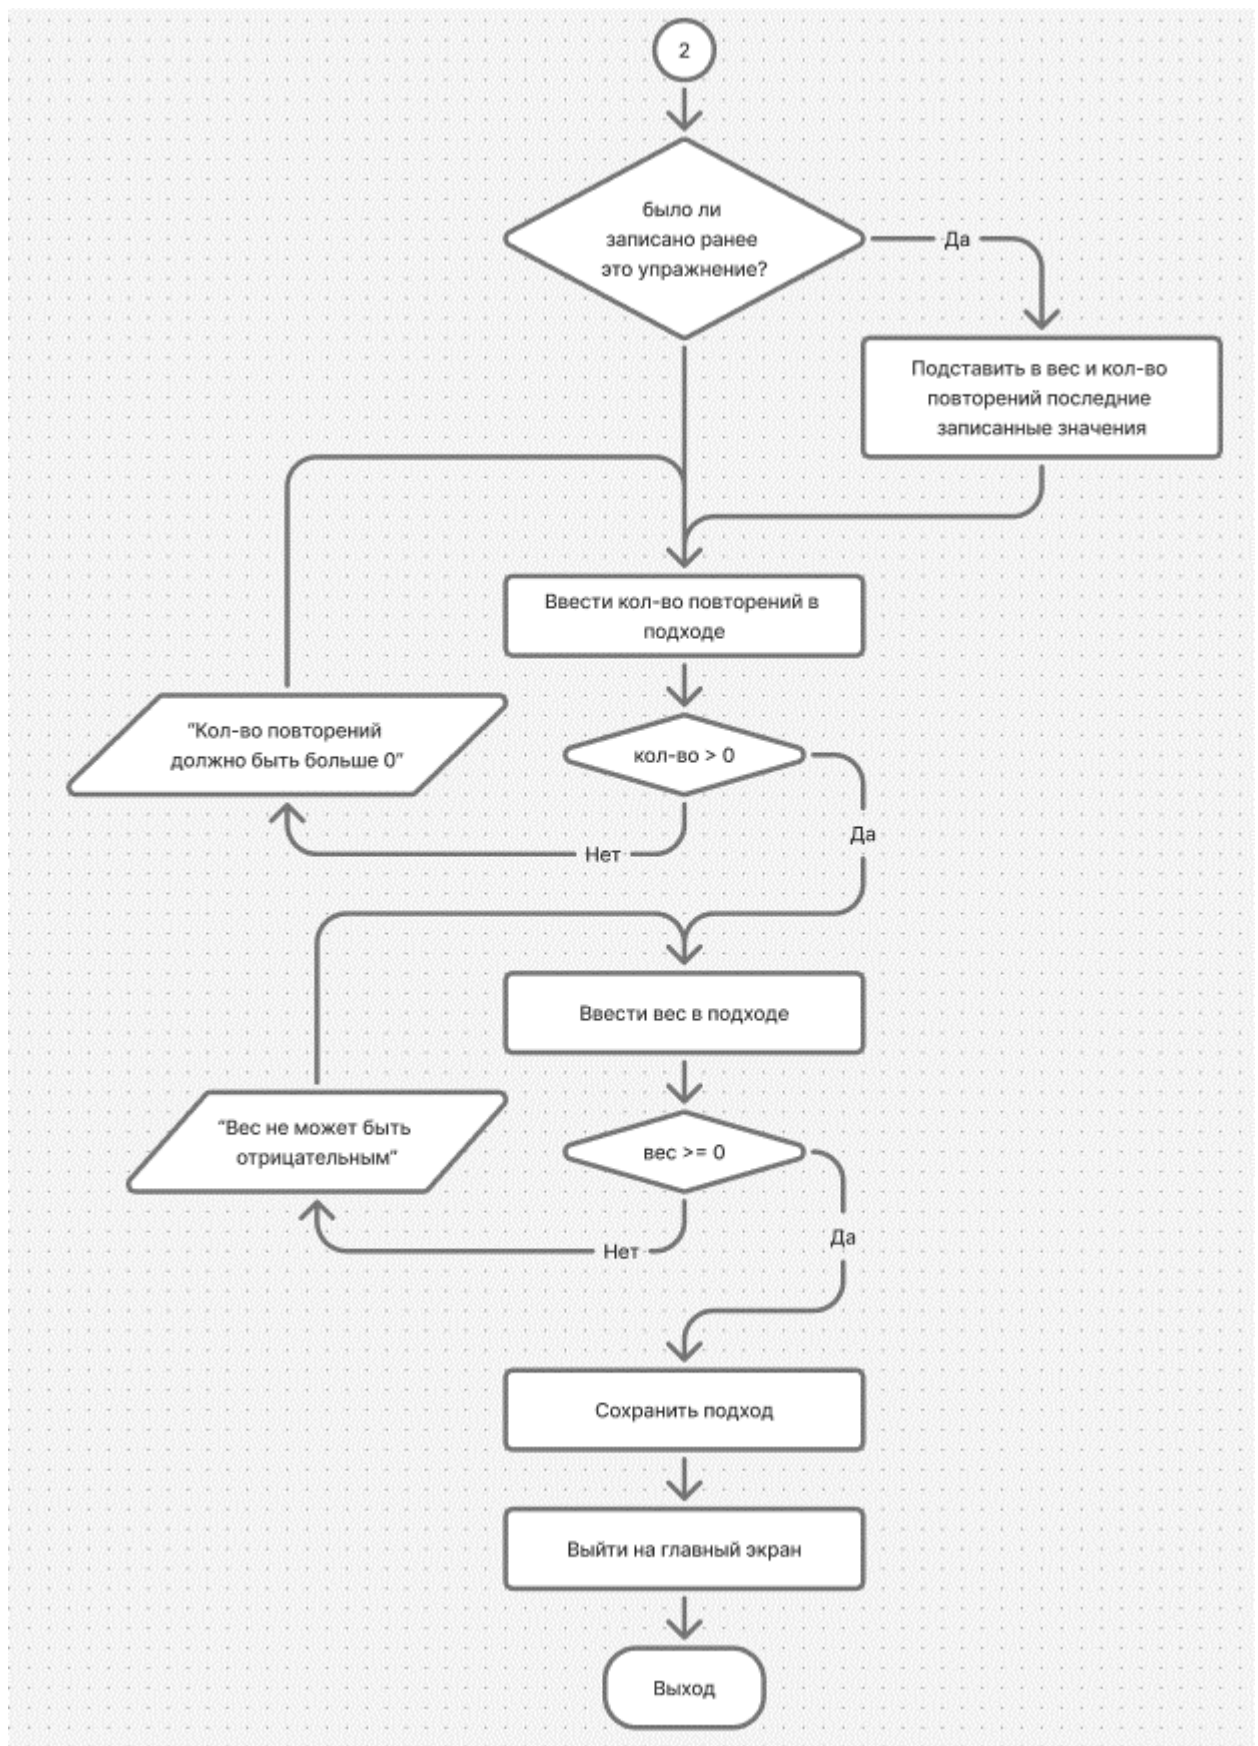 2
было ли
записано ранее
это упражнение?
Да
Подставить в вес и кол-во
повторений последние
записанные значения
Ввести кол-во повторений в
подходе
“Кол-во повторений
должно быть больше 0”
кол-во > 0
Да
Нет
Ввести вес в подходе
“Вес не может быть
отрицательным”
вес >= 0
Да
Нет
Сохранить подход
Выйти на главный экран
Выход